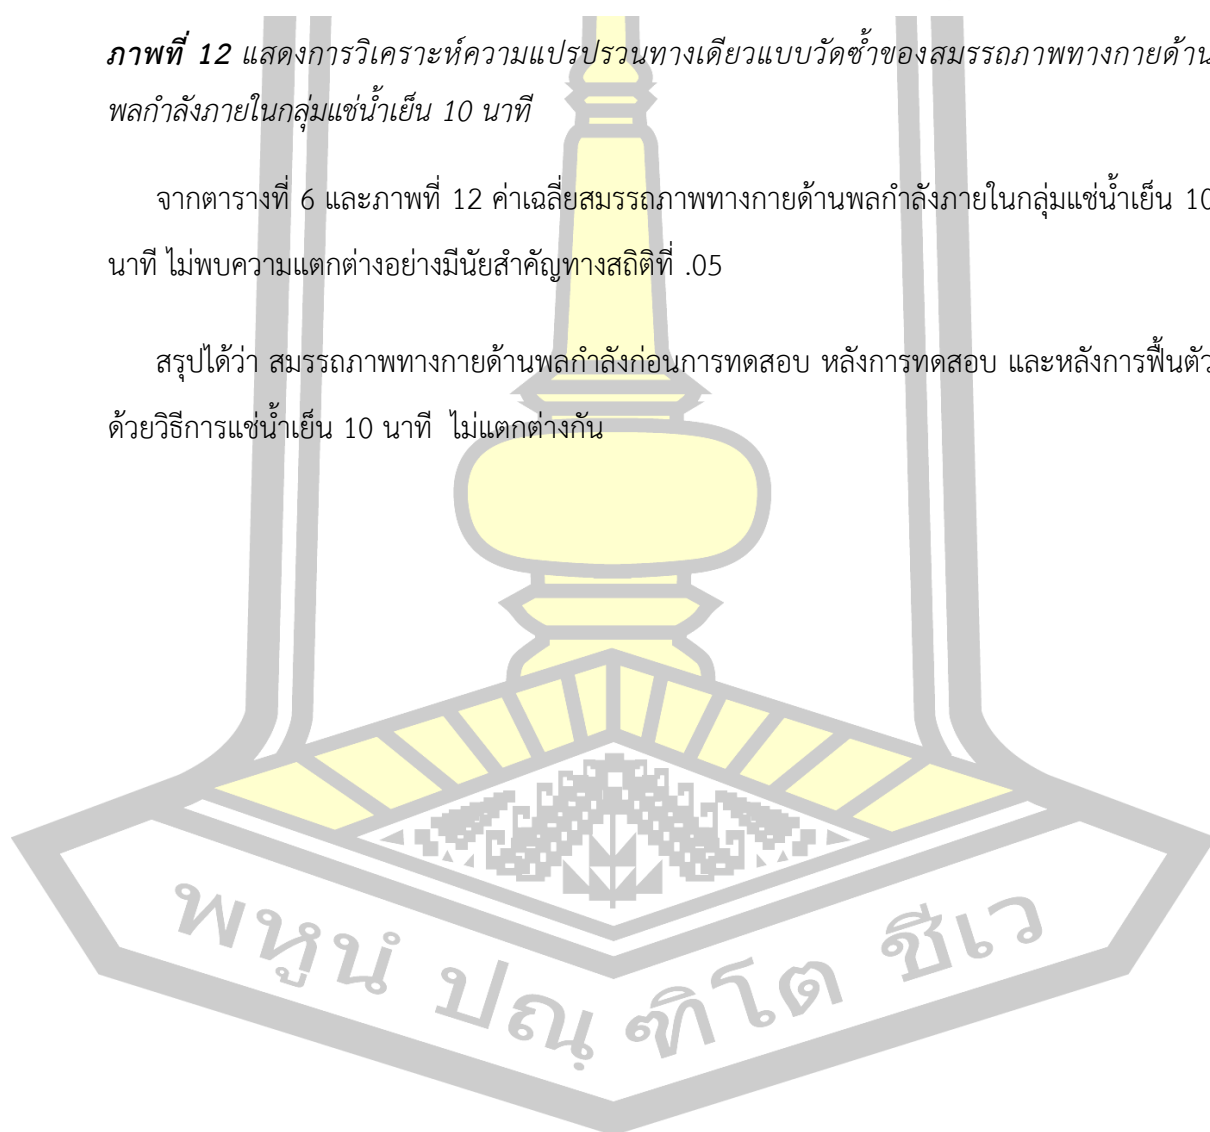 ภาพที่ 12 แสดงการวิเคราะห์ความแปรปรวนทางเดียวแบบวัดซ้ำของสมรรถภาพทางกายด้าน
พลกำลังภายในกลุ่มแช่น้ำเย็น 10 นาที
จากตารางที่ 6 และภาพที่ 12 ค่าเฉลี่ยสมรรถภาพทางกายด้านพลกำลังภายในกลุ่มแช่น้ำเย็น 10
นาที ไม่พบความแตกต่างอย่างมีนัยสำคัญทางสถิติที่ .05
สรุปได้ว่า สมรรถภาพทางกายด้านพลกำลังก่อนการทดสอบ หลังการทดสอบ และหลังการฟื้นตัว
ด้วยวิธีการแช่น้ำเย็น 10 นาที ไม่แตกต่างกัน
พหูนํ ปณฺฑิโต ชีเว